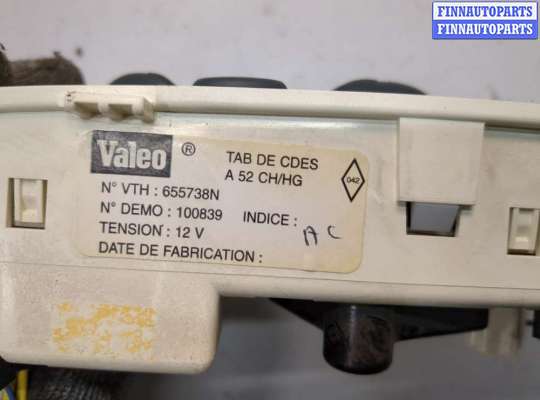 FINNAUTOPARTS
FINNAUTOPARTS
Valeo ®
TAB DE CDES
A 52 CH/HG
042
N° VTH : 655738N
N° DEMO : 100839 INDICE : AC
TENSION : 12 V
DATE DE FABRICATION :